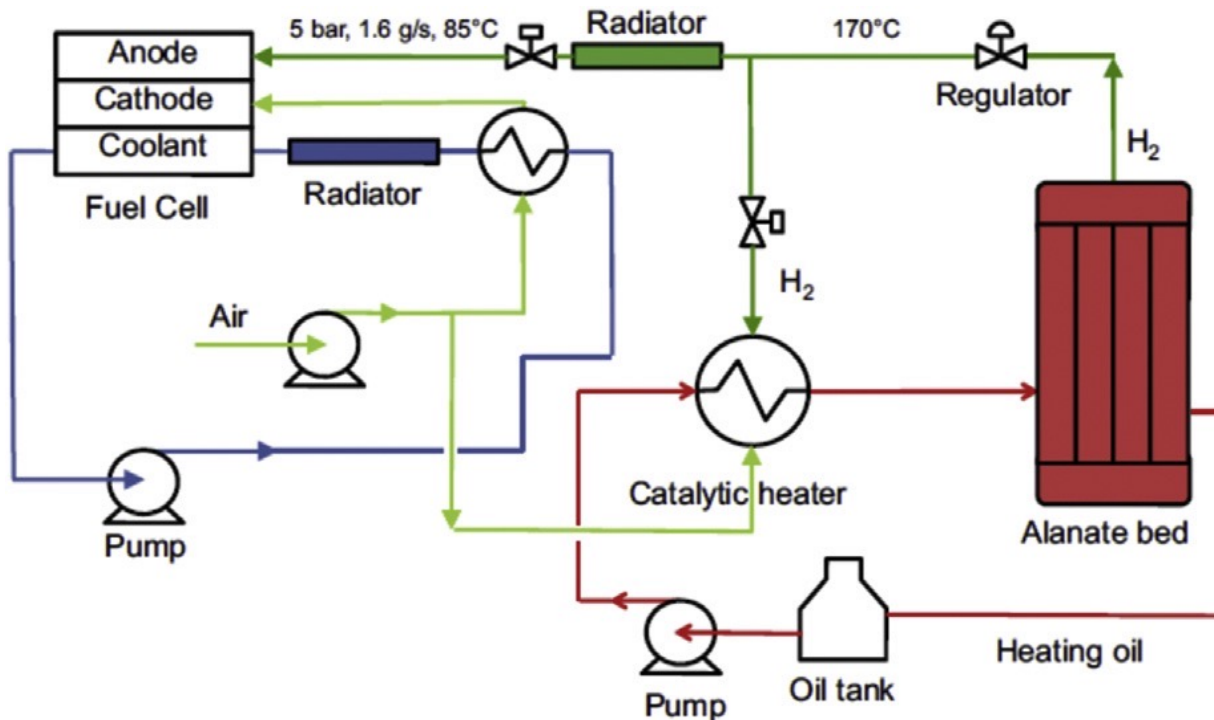 5 bar, 1.6 g/s, 85°C
Radiator
170°C
Anode
Cathode
Coolant
Fuel Cell
Radiator
Regulator
H₂
H₂
Air
Catalytic heater
Pump
Alanate bed
Heating oil
Oil tank
Pump